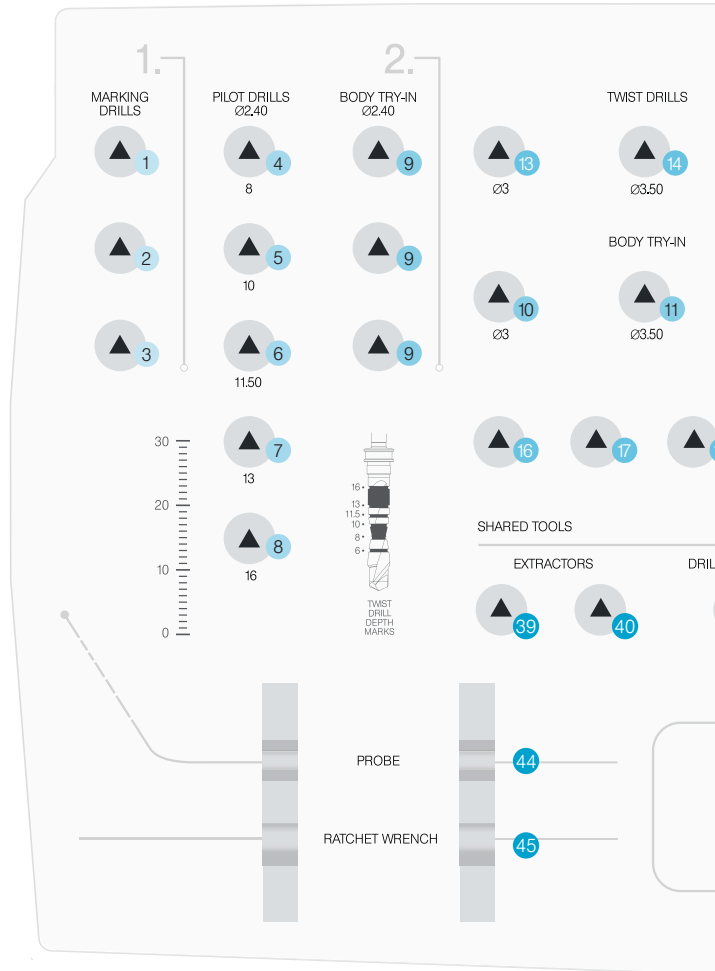 1.
2.
MARKING
DRILLS
PILOT DRILLS
Ø2.40
BODY TRY-IN
Ø2.40
TWIST DRILLS
1
4
9
13
14
8
Ø3
Ø3.50
2
5
9
BODY TRY-IN
10
10
11
Ø3
Ø3.50
3
6
9
11.50
7
16
17
13
30
20
10
0
16
13
11.5
10
8
6
TWIST
DRILL
DEPTH
MARKS
8
16
SHARED TOOLS
EXTRACTORS
DRIL
39
40
PROBE
44
RATCHET WRENCH
45